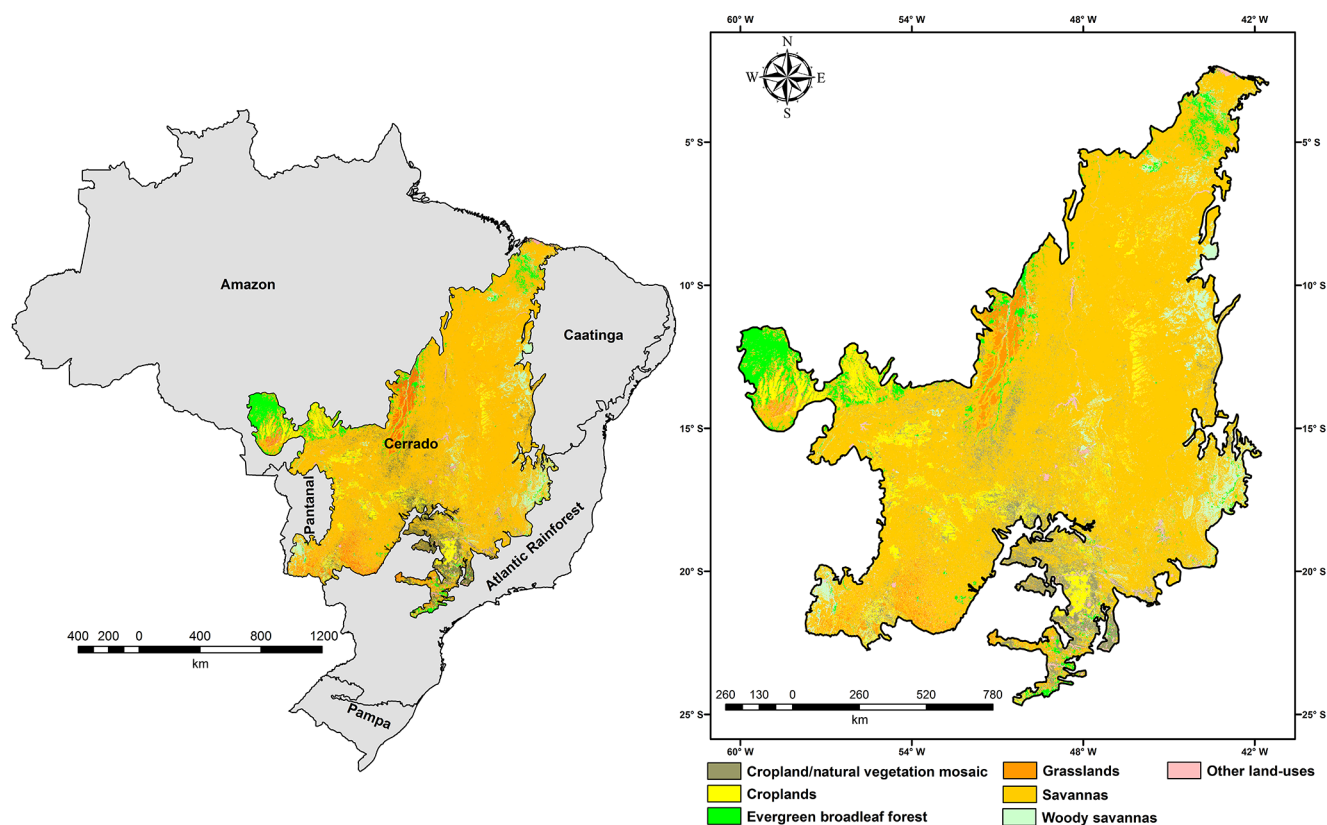 Amazon
Caatinga
Cerrado
Pantanal
Atlantic Rainforest
Pampa
400 200 0 400 800 1200
km
60° W 54° W 48° W 42° W
N
W E
S
5° S 5° S
10° S 10° S
15° S 15° S
20° S 20° S
25° S 25° S
260 130 0 260 520 780
km
60° W 54° W 48° W 42° W
Cropland/natural vegetation mosaic Grasslands Other land-uses
Croplands Savannas
Evergreen broadleaf forest Woody savannas